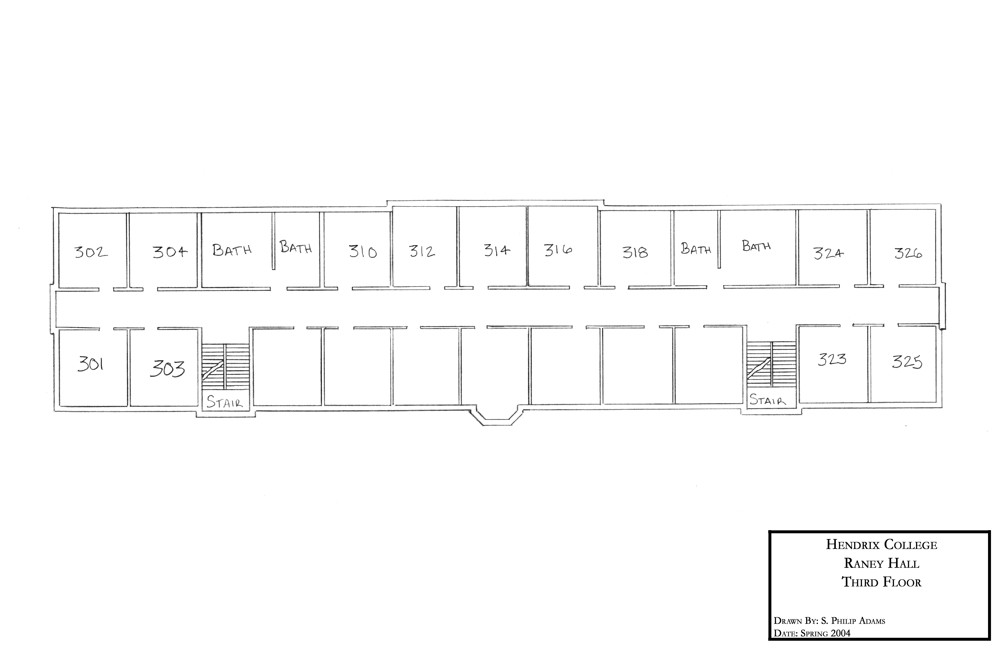 302
304
BATH
BATH
310
312
314
316
318
BATH
BATH
324
326
301
303
STAIR
STAIR
323
325
HENDRIX COLLEGE
RANEY HALL
THIRD FLOOR
DRAWN BY: S. PHILIP ADAMS
DATE: SPRING 2004